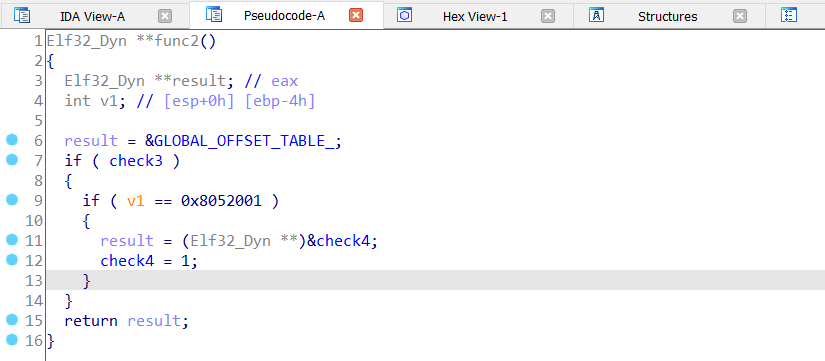 IDA View-A Pseudocode-A Hex View-1 Structures
1 Elf32_Dyn **func2()
2 {
3 Elf32_Dyn **result; // eax
4 int v1; // [esp+0h] [ebp-4h]
5
6 result = &GLOBAL_OFFSET_TABLE_;
7 if ( check3 )
8 {
9 if ( v1 == 0x8052001 )
10 {
11 result = (Elf32_Dyn **)&check4;
12 check4 = 1;
13 }
14 }
15 return result;
16 }